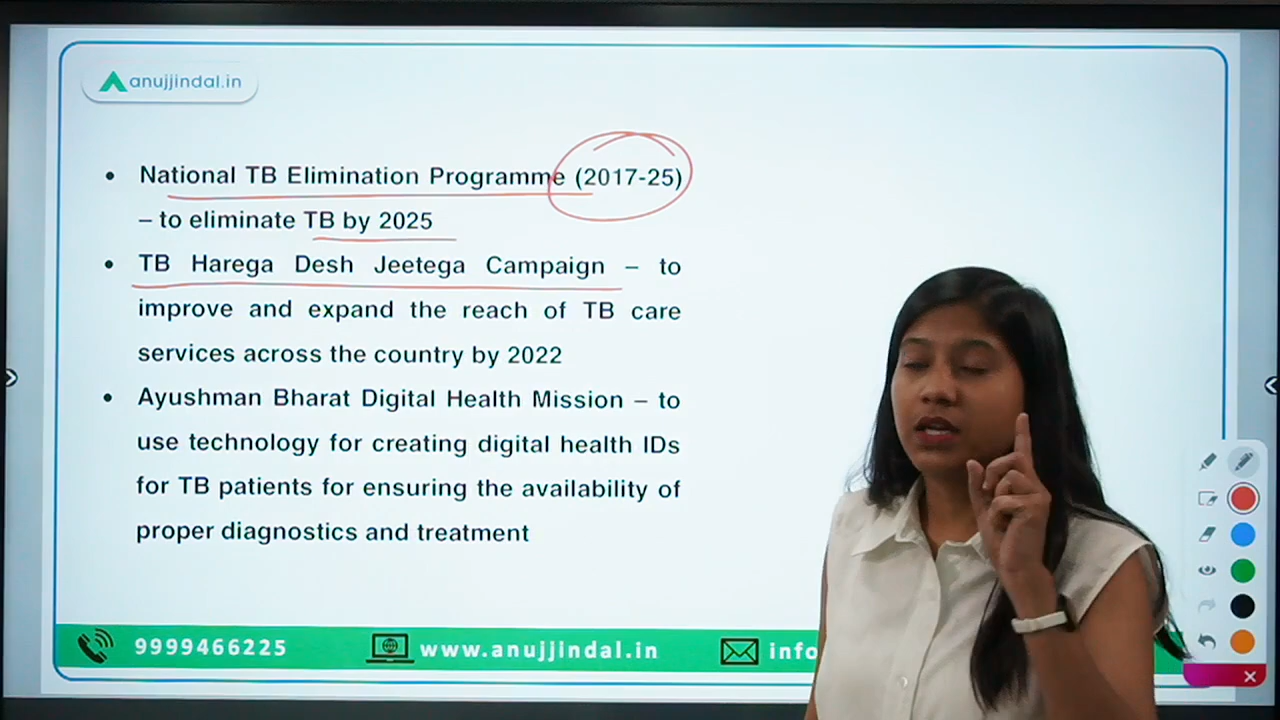 anujjindal.in
• National TB Elimination Programme (2017-25)
– to eliminate TB by 2025
• TB Harega Desh Jeetega Campaign – to
improve and expand the reach of TB care
services across the country by 2022
• Ayushman Bharat Digital Health Mission – to
use technology for creating digital health IDs
for TB patients for ensuring the availability of
proper diagnostics and treatment
9999466225 www.anujjindal.in info